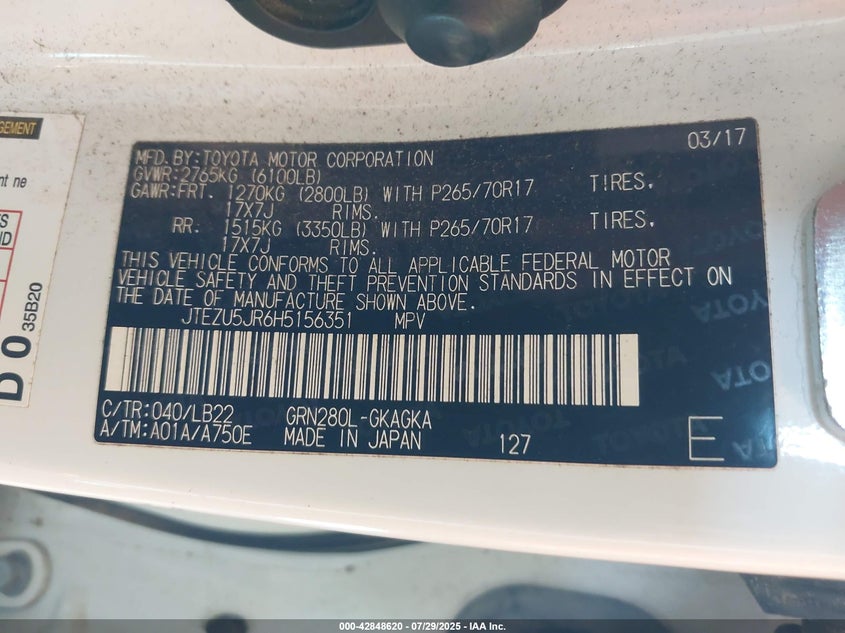 03/17
MFD. BY:TOYOTA MOTOR CORPORATION
GVWR:2765KG (6100LB)
GAWR:FRT. 1270KG (2800LB) WITH P265/70R17 TIRES,
17X7J RIMS.
RR. 1515KG (3350LB) WITH P265/70R17 TIRES,
17X7J RIMS.
THIS VEHICLE CONFORMS TO ALL APPLICABLE FEDERAL MOTOR
VEHICLE SAFETY AND THEFT PREVENTION STANDARDS IN EFFECT ON
THE DATE OF MANUFACTURE SHOWN ABOVE.
JTEZU5JR6H5156351 MPV
C/TR:040/LB22 GRN280L-GKAGKA
A/TM:A01A/A750E MADE IN JAPAN 127 E
GEMENT
nt ne
TS
ND
D 0 35B20
TOYOTA
000-42848620 / 07/29/2025 - IAA Inc.